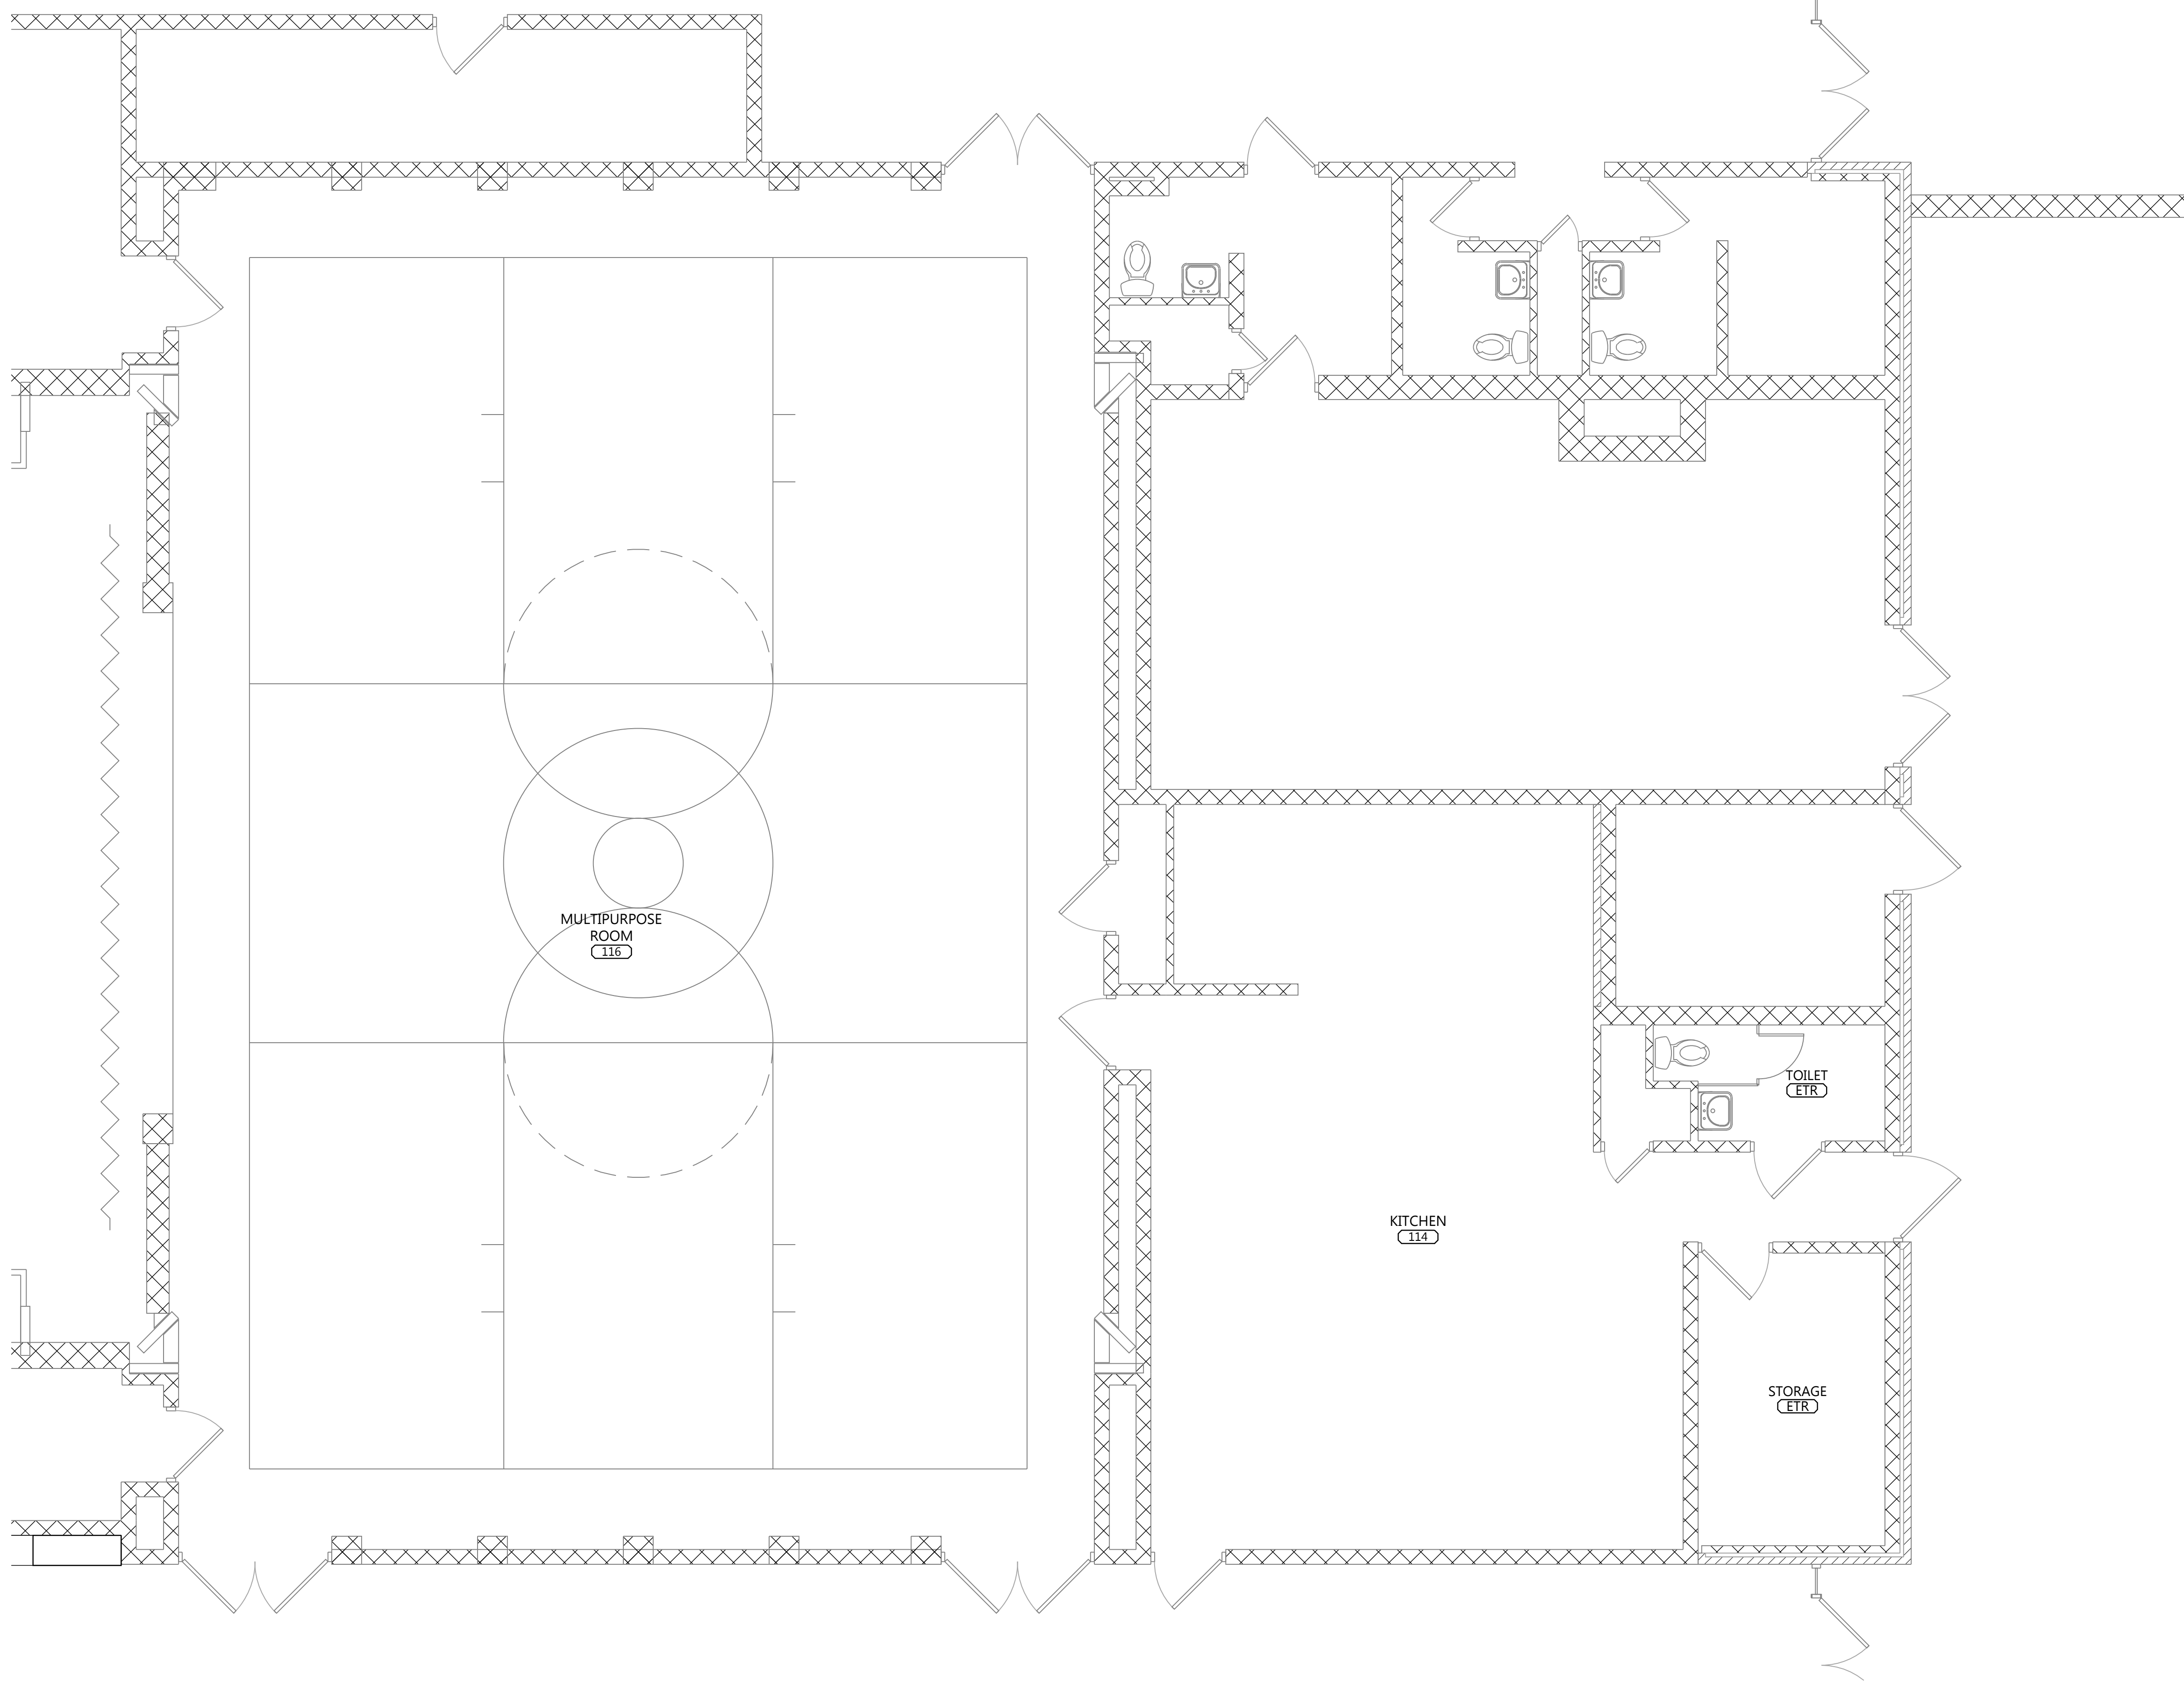 MULTIPURPOSE
ROOM
116
TOILET
ETR
KITCHEN
114
STORAGE
ETR